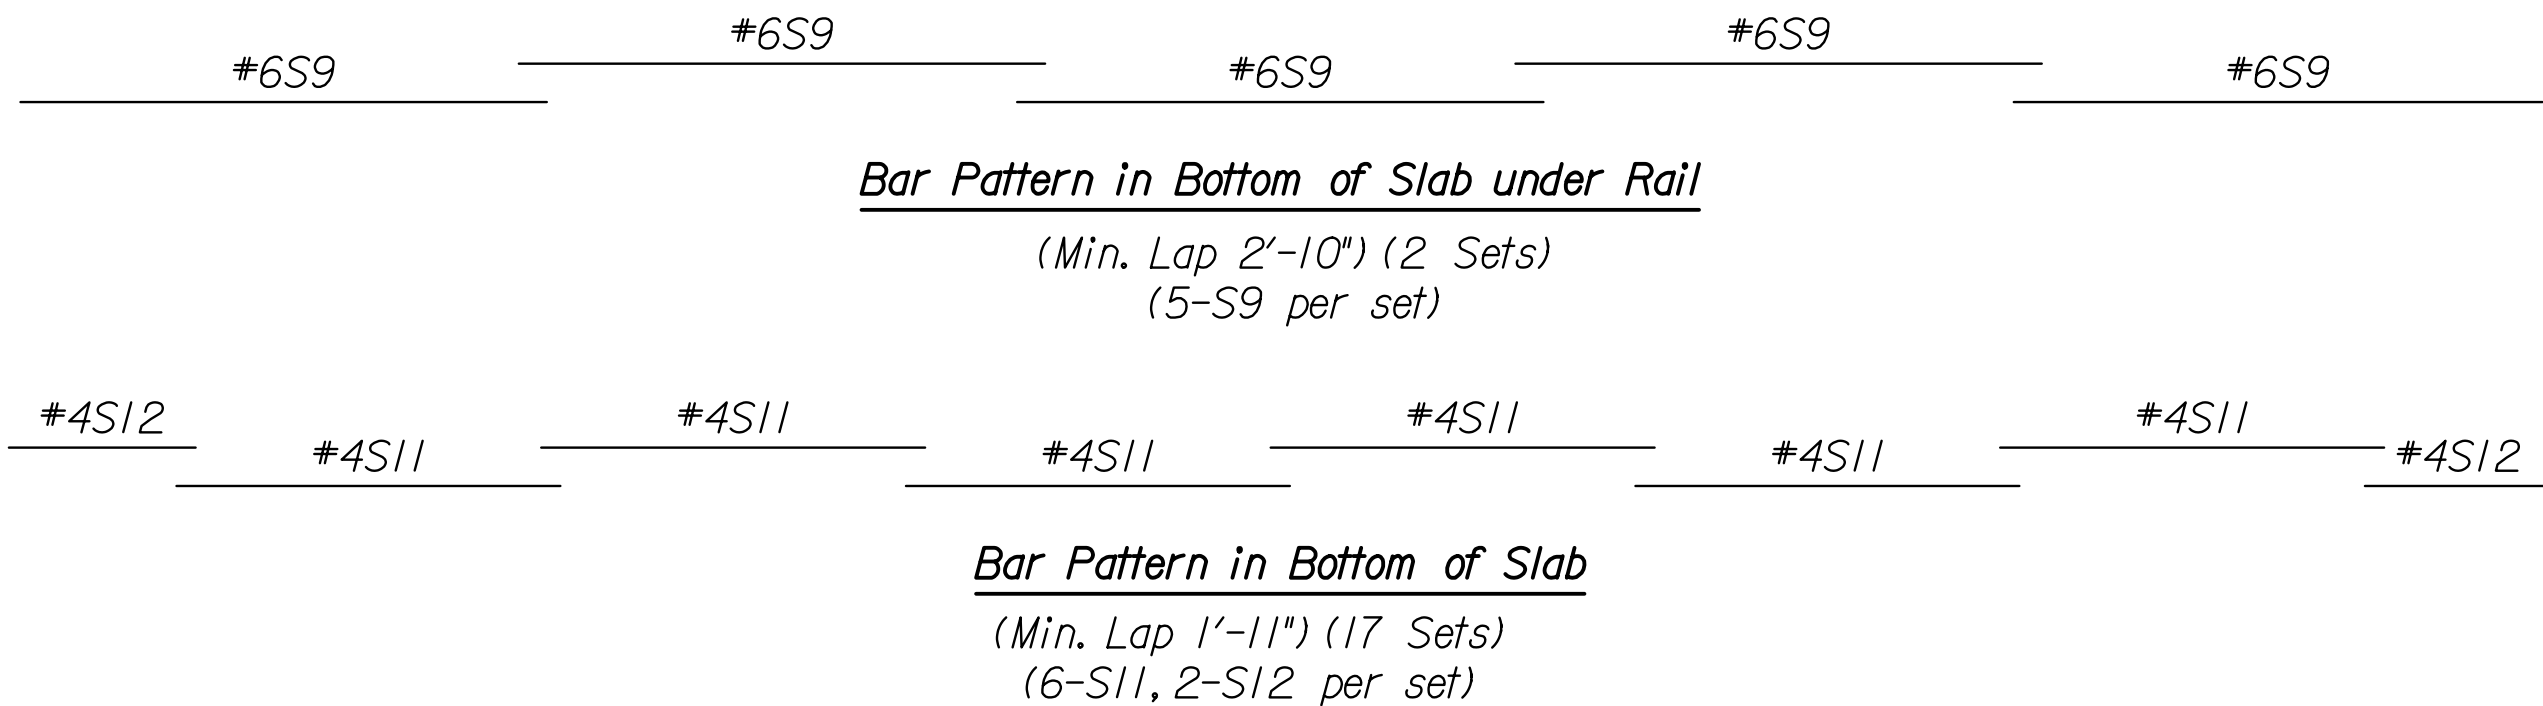 #6S9 #6S9
#6S9 #6S9 #6S9
Bar Pattern in Bottom of Slab under Rail
(Min. Lap 2'-10") (2 Sets)
(5-S9 per set)
#4S12 #4S11 #4S11 #4S11
#4S11 #4S11 #4S11 #4S12
Bar Pattern in Bottom of Slab
(Min. Lap 1'-11") (17 Sets)
(6-S11, 2-S12 per set)